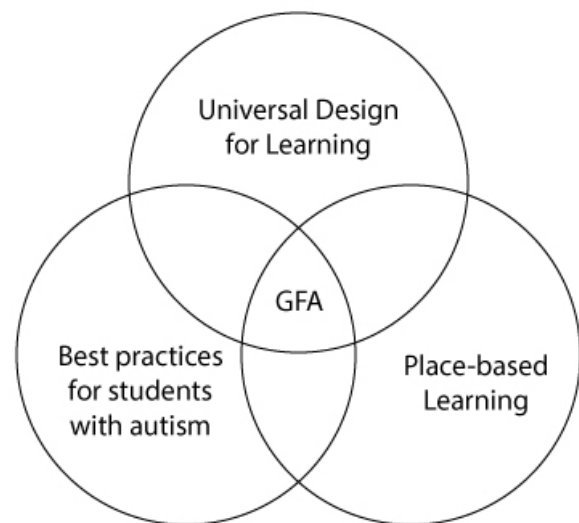 Universal Design
for Learning
GFA
Best practices
for students
with autism
Place-based
Learning